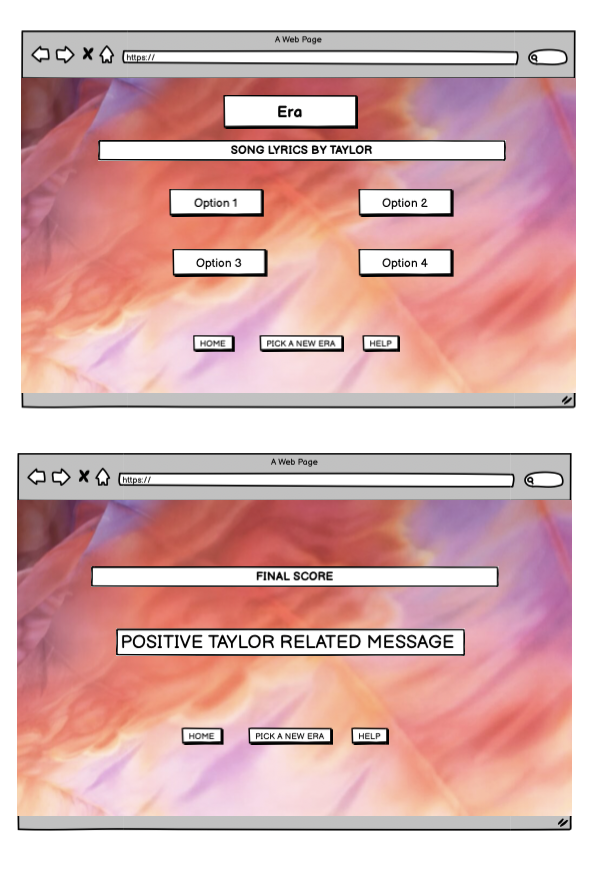 A Web Page
https://
Era
SONG LYRICS BY TAYLOR
Option 1
Option 2
Option 3
Option 4
HOME
PICK A NEW ERA
HELP
A Web Page
https://
FINAL SCORE
POSITIVE TAYLOR RELATED MESSAGE
HOME
PICK A NEW ERA
HELP